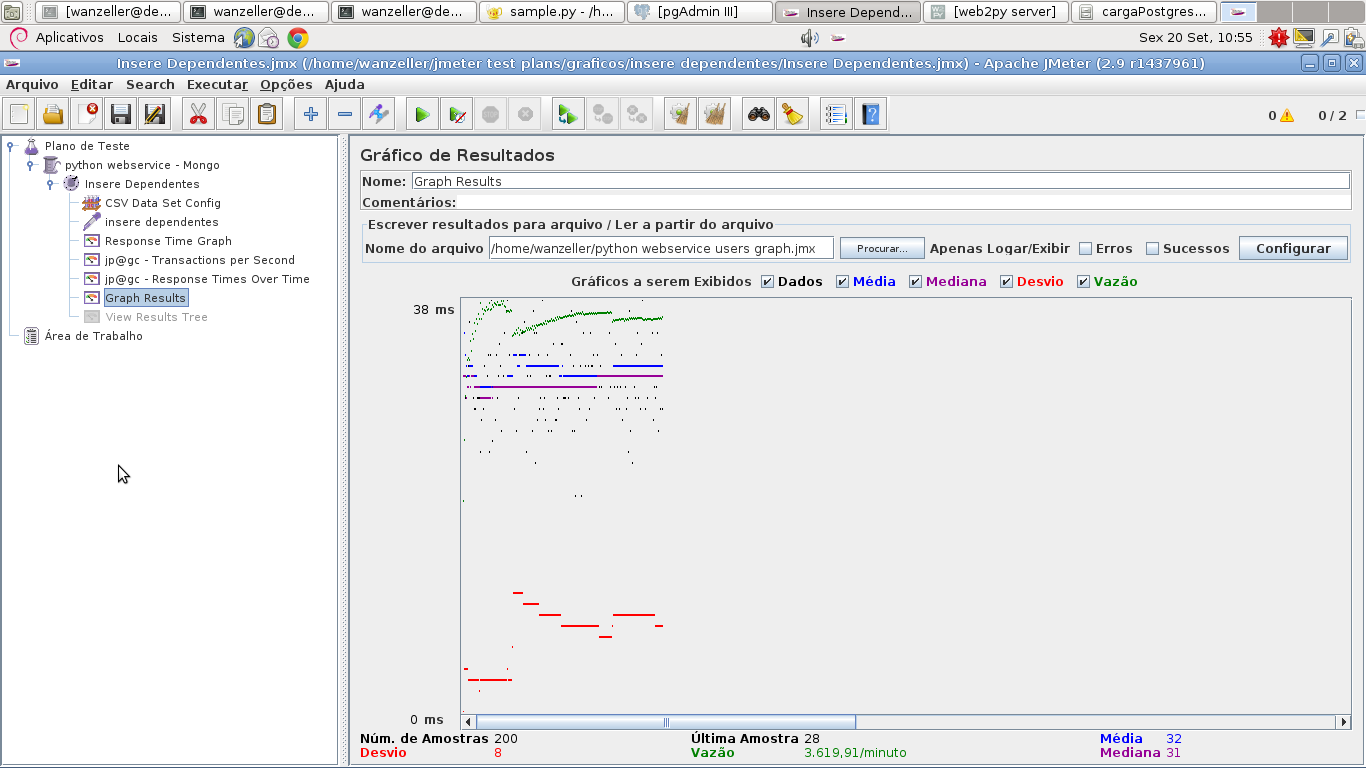 [wanzeller@de... wanzeller@de... wanzeller@de... sample.py - /h... [pgAdmin III] Insere Depend... [web2py server] cargaPostgres...
Aplicativos Locais Sistema Sex 20 Set, 10:55
Insere Dependentes.jmx (/home/wanzeller/jmeter test plans/graficos/insere dependentes/Insere Dependentes.jmx) - Apache JMeter (2.9 r1437961)
Arquivo Editar Search Executar Opções Ajuda
0 0 / 2
Plano de Teste
python webservice - Mongo
Insere Dependentes
CSV Data Set Config
insere dependentes
Response Time Graph
jp@gc - Transactions per Second
jp@gc - Response Times Over Time
Graph Results
View Results Tree
Área de Trabalho
Gráfico de Resultados
Nome: Graph Results
Comentários:
Escrever resultados para arquivo / Ler a partir do arquivo
Nome do arquivo /home/wanzeller/python webservice users graph.jmx Procurar... Apenas Logar/Exibir Erros Sucessos Configurar
Gráficos a serem Exibidos Dados Média Mediana Desvio Vazão
38 ms
0 ms
Núm. de Amostras 200 Última Amostra 28 Média 32
Desvio 8 Vazão 3.619,91/minuto Mediana 31